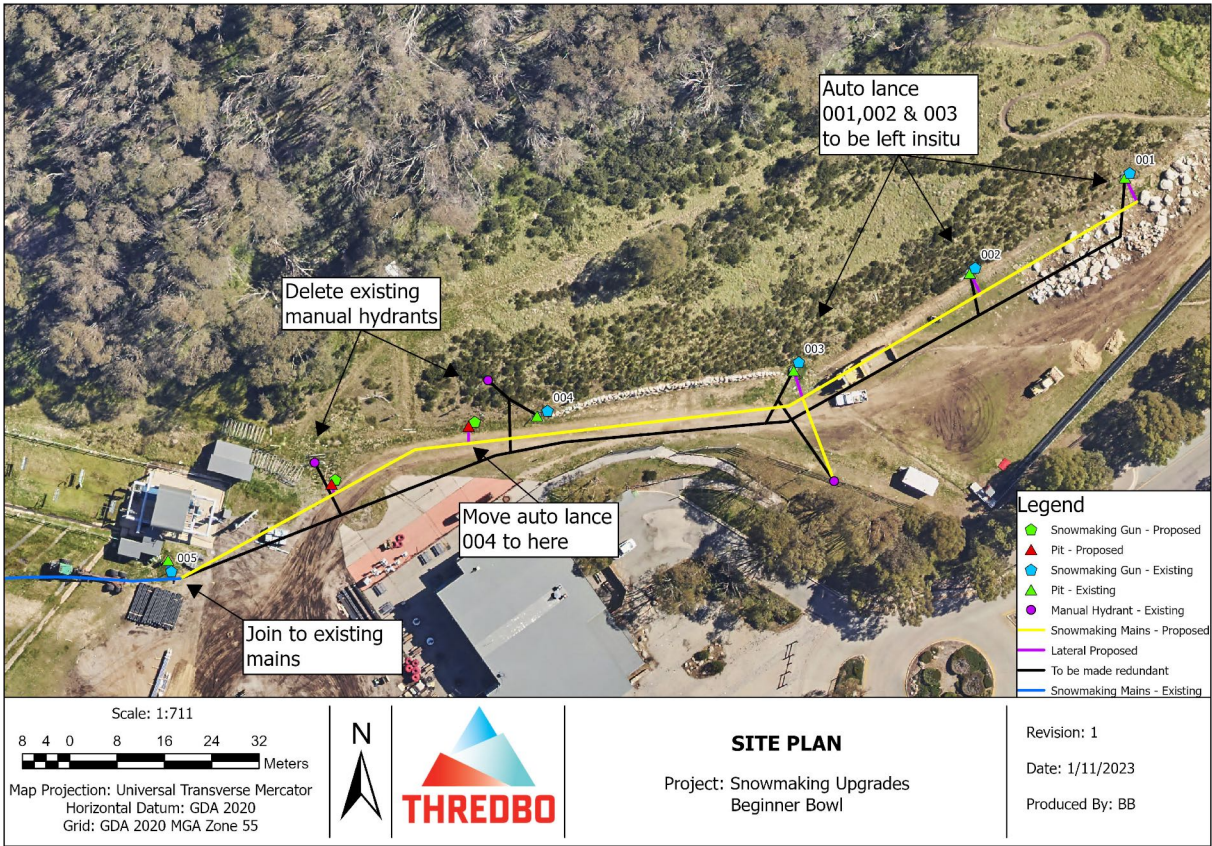 Auto lance
001,002 & 003
to be left insitu
001
002
Delete existing
manual hydrants
003
004
Move auto lance
004 to here
005
Join to existing
mains
Legend
Snowmaking Gun - Proposed
Pit - Proposed
Snowmaking Gun - Existing
Pit - Existing
Manual Hydrant - Existing
Snowmaking Mains - Proposed
Lateral Proposed
To be made redundant
Snowmaking Mains - Existing
Scale: 1:711
8 4 0 8 16 24 32
Meters
Map Projection: Universal Transverse Mercator
Horizontal Datum: GDA 2020
Grid: GDA 2020 MGA Zone 55
N
THREDBO
SITE PLAN
Project: Snowmaking Upgrades
Beginner Bowl
Revision: 1
Date: 1/11/2023
Produced By: BB